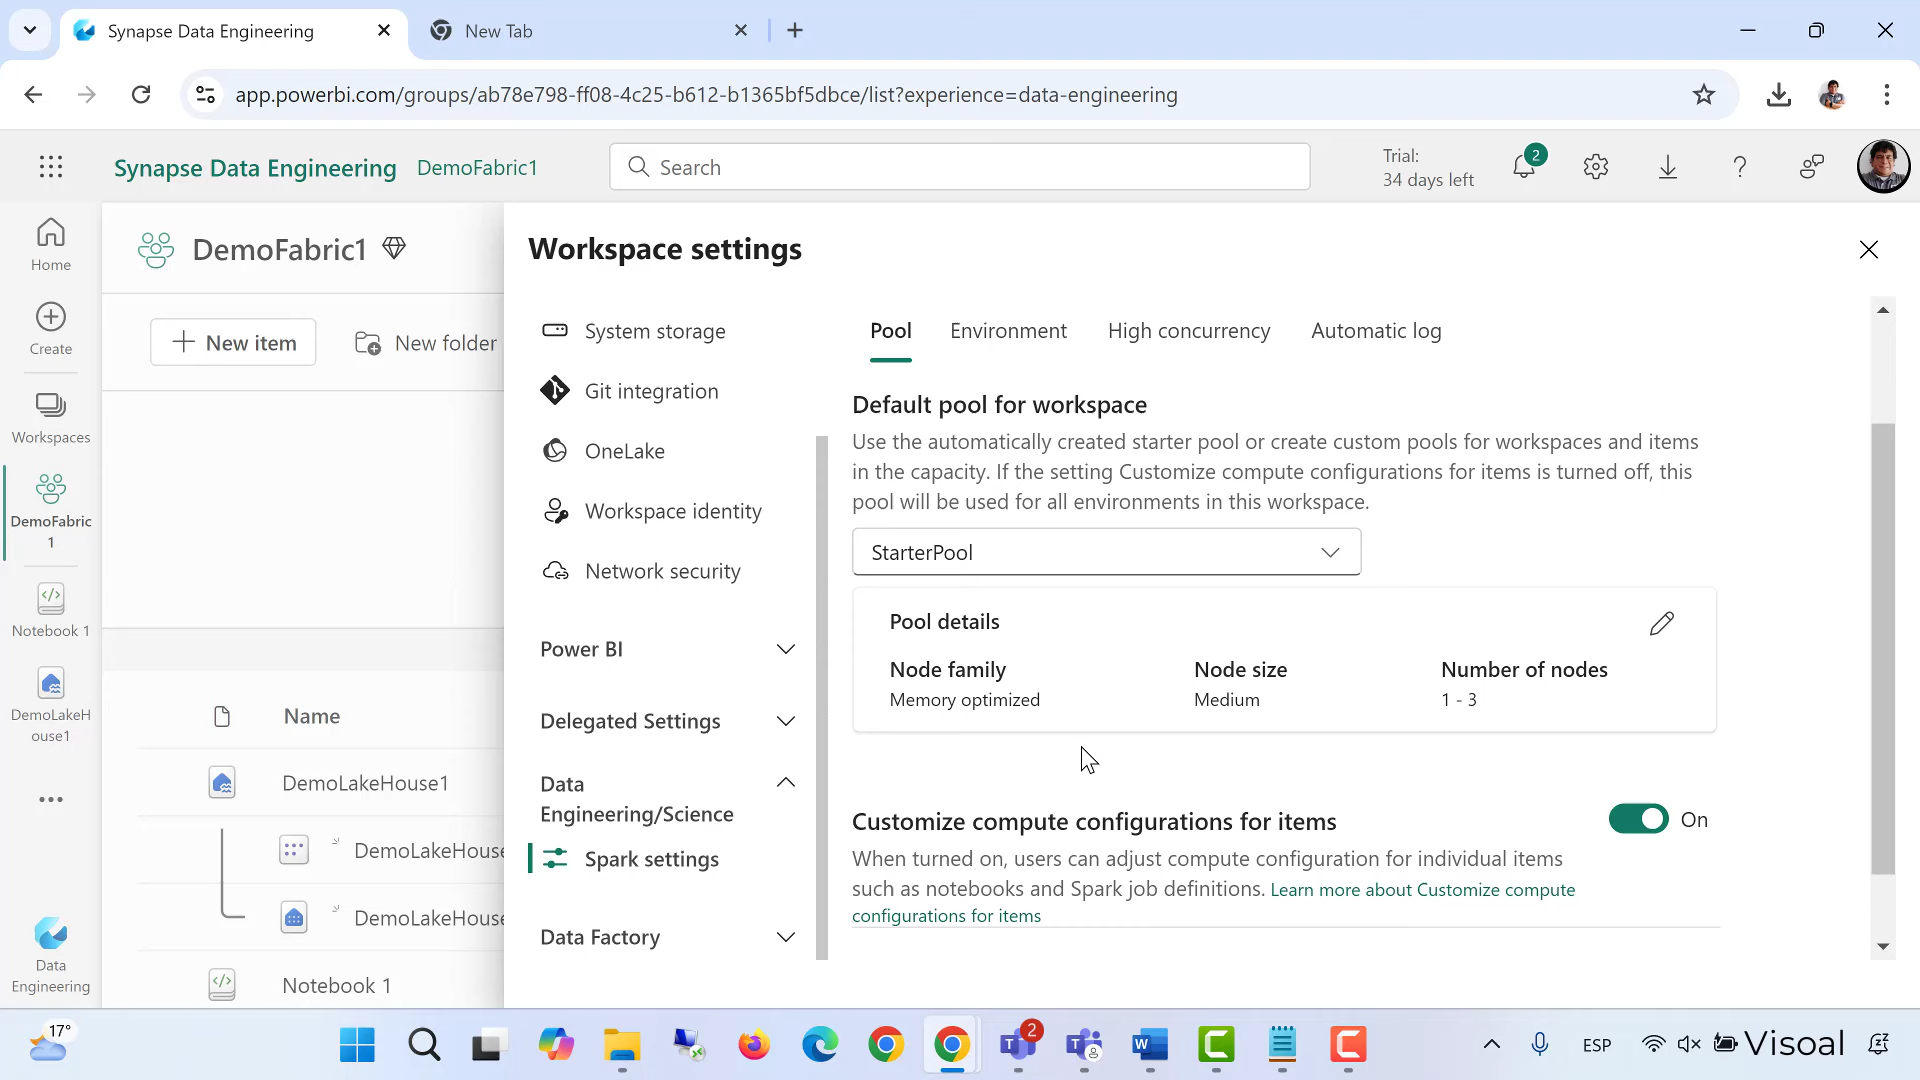 Synapse Data Engineering
New Tab
app.powerbi.com/groups/ab78e798-ff08-4c25-b612-b1365bf5dbce/list?experience=data-engineering
Synapse Data Engineering
DemoFabric1
Search
Trial:
34 days left
2
Home
Create
Workspaces
DemoFabric
1
Notebook 1
DemoLakeH
ouse1
Data
Engineering
DemoFabric1
New item
New folder
Name
DemoLakeHouse1
DemoLakeHouse
DemoLakeHouse
Notebook 1
Workspace settings
System storage
Git integration
OneLake
Workspace identity
Network security
Power BI
Delegated Settings
Data
Engineering/Science
Spark settings
Data Factory
Pool
Environment
High concurrency
Automatic log
Default pool for workspace
Use the automatically created starter pool or create custom pools for workspaces and items
in the capacity. If the setting Customize compute configurations for items is turned off, this
pool will be used for all environments in this workspace.
StarterPool
Pool details
Node family
Memory optimized
Node size
Medium
Number of nodes
1 - 3
Customize compute configurations for items
On
When turned on, users can adjust compute configuration for individual items
such as notebooks and Spark job definitions. Learn more about Customize compute
configurations for items
17°
2
ESP
Visoal